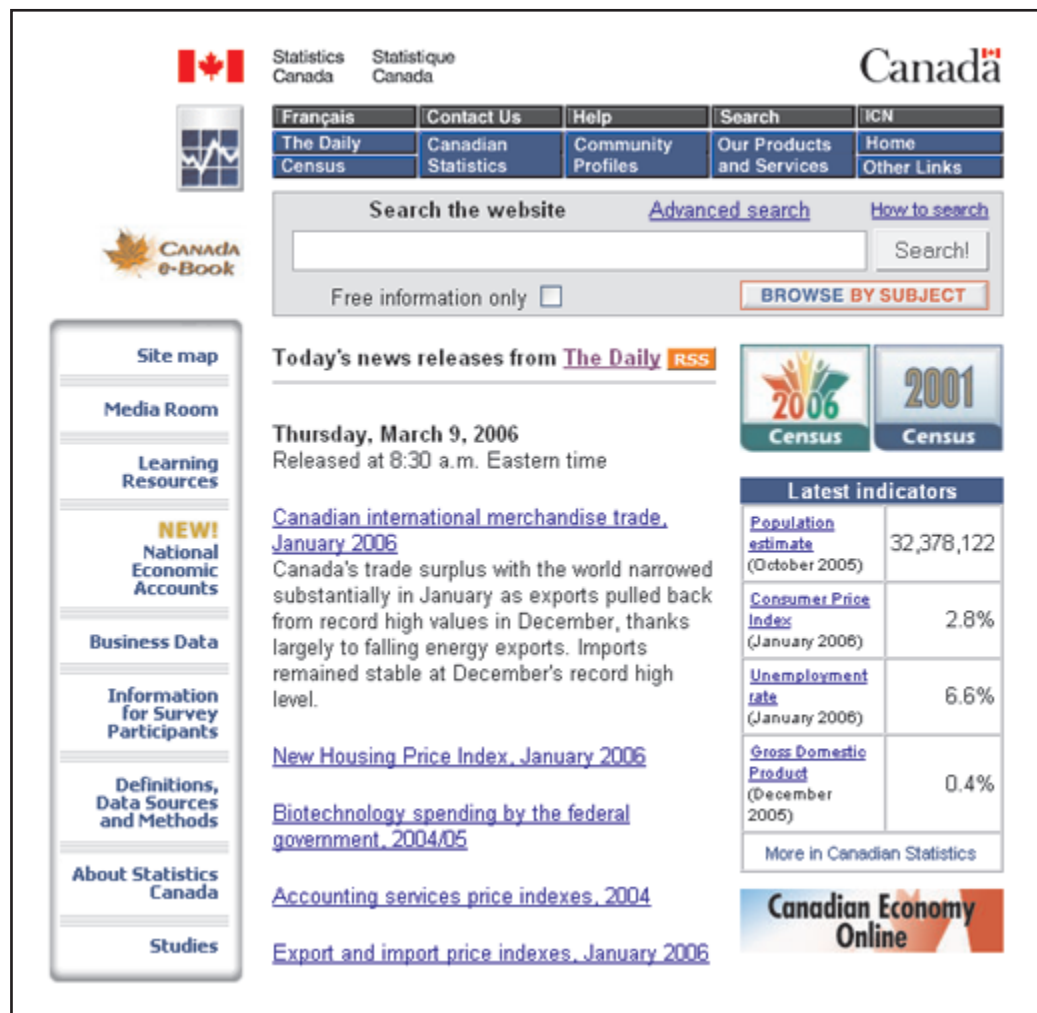 Statistics Canada
Statistique Canada
Canada
Français
Contact Us
Help
Search
ICN
The Daily
Canadian Statistics
Community Profiles
Our Products and Services
Home
Census
Other Links
Search the website
Advanced search
How to search
Search!
Free information only
BROWSE BY SUBJECT
CANADA
e-Book
Site map
Media Room
Learning
Resources
NEW!
National
Economic
Accounts
Business Data
Information
for Survey
Participants
Definitions,
Data Sources
and Methods
About Statistics
Canada
Studies
Today's news releases from The Daily RSS
Thursday, March 9, 2006
Released at 8:30 a.m. Eastern time
Canadian international merchandise trade,
January 2006
Canada's trade surplus with the world narrowed
substantially in January as exports pulled back
from record high values in December, thanks
largely to falling energy exports. Imports
remained stable at December's record high
level.
New Housing Price Index, January 2006
Biotechnology spending by the federal
government, 2004/05
Accounting services price indexes, 2004
Export and import price indexes, January 2006
2006
Census
2001
Census
Latest indicators
Population
estimate
(October 2005)
32,378,122
Consumer Price
Index
(January 2006)
2.8%
Unemployment
rate
(January 2006)
6.6%
Gross Domestic
Product
(December
2005)
0.4%
More in Canadian Statistics
Canadian Economy
Online